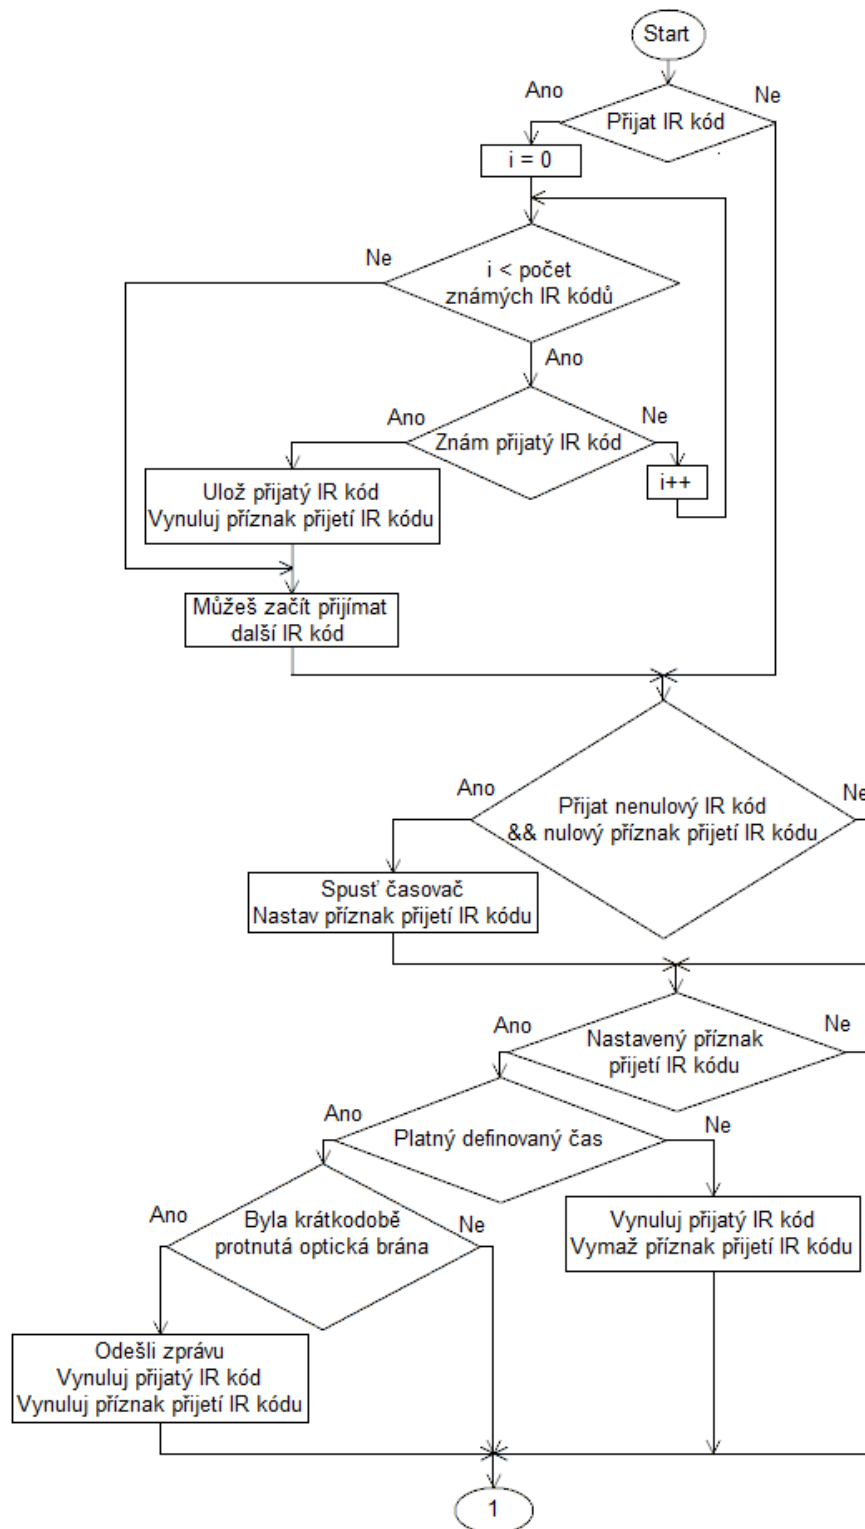 Start
Ano
Ne
Přijat IR kód
i = 0
Ne
i < počet
známých IR kódů
Ano
Ano
Ne
Znám přijatý IR kód
i++
Ulož přijatý IR kód
Vynuluj příznak přijetí IR kódu
Můžeš začít přijímat
další IR kód
Ano
Ne
Přijat nenulový IR kód
&& nulový příznak přijetí IR kódu
Spusť časovač
Nastav příznak přijetí IR kódu
Ano
Ne
Nastavený příznak
přijetí IR kódu
Ano
Ne
Platný definovaný čas
Ano
Ne
Byla krátkodobě
protnutá optická brána
Vynuluj přijatý IR kód
Vymaž příznak přijetí IR kódu
Odešli zprávu
Vynuluj přijatý IR kód
Vynuluj příznak přijetí IR kódu
1